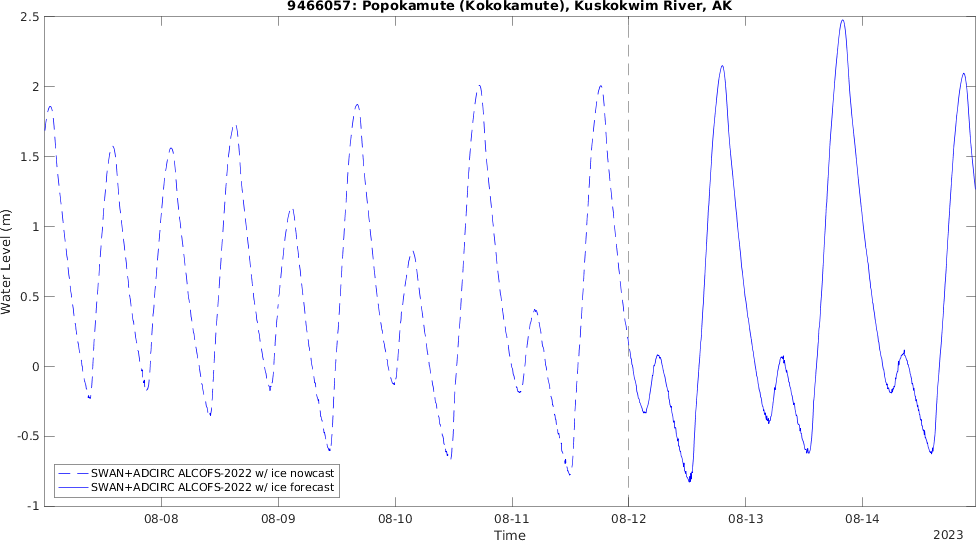 9466057: Popokamute (Kokokamute), Kuskokwim River, AK
2.5
2
1.5
1
0.5
0
-0.5
-1
Water Level (m)
SWAN+ADCIRC ALCOFS-2022 w/ ice nowcast
SWAN+ADCIRC ALCOFS-2022 w/ ice forecast
08-08 08-09 08-10 08-11 08-12 08-13 08-14
Time
2023